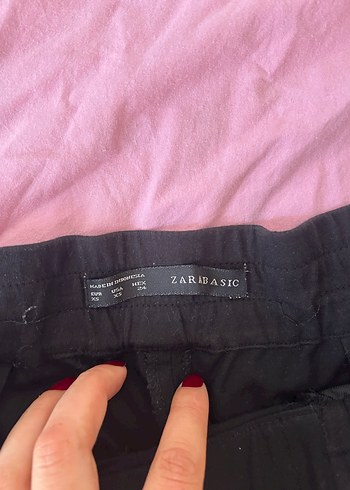 MADE IN INDONESIA
ZARA BASIC
EUR USA MEX
XS XS 24